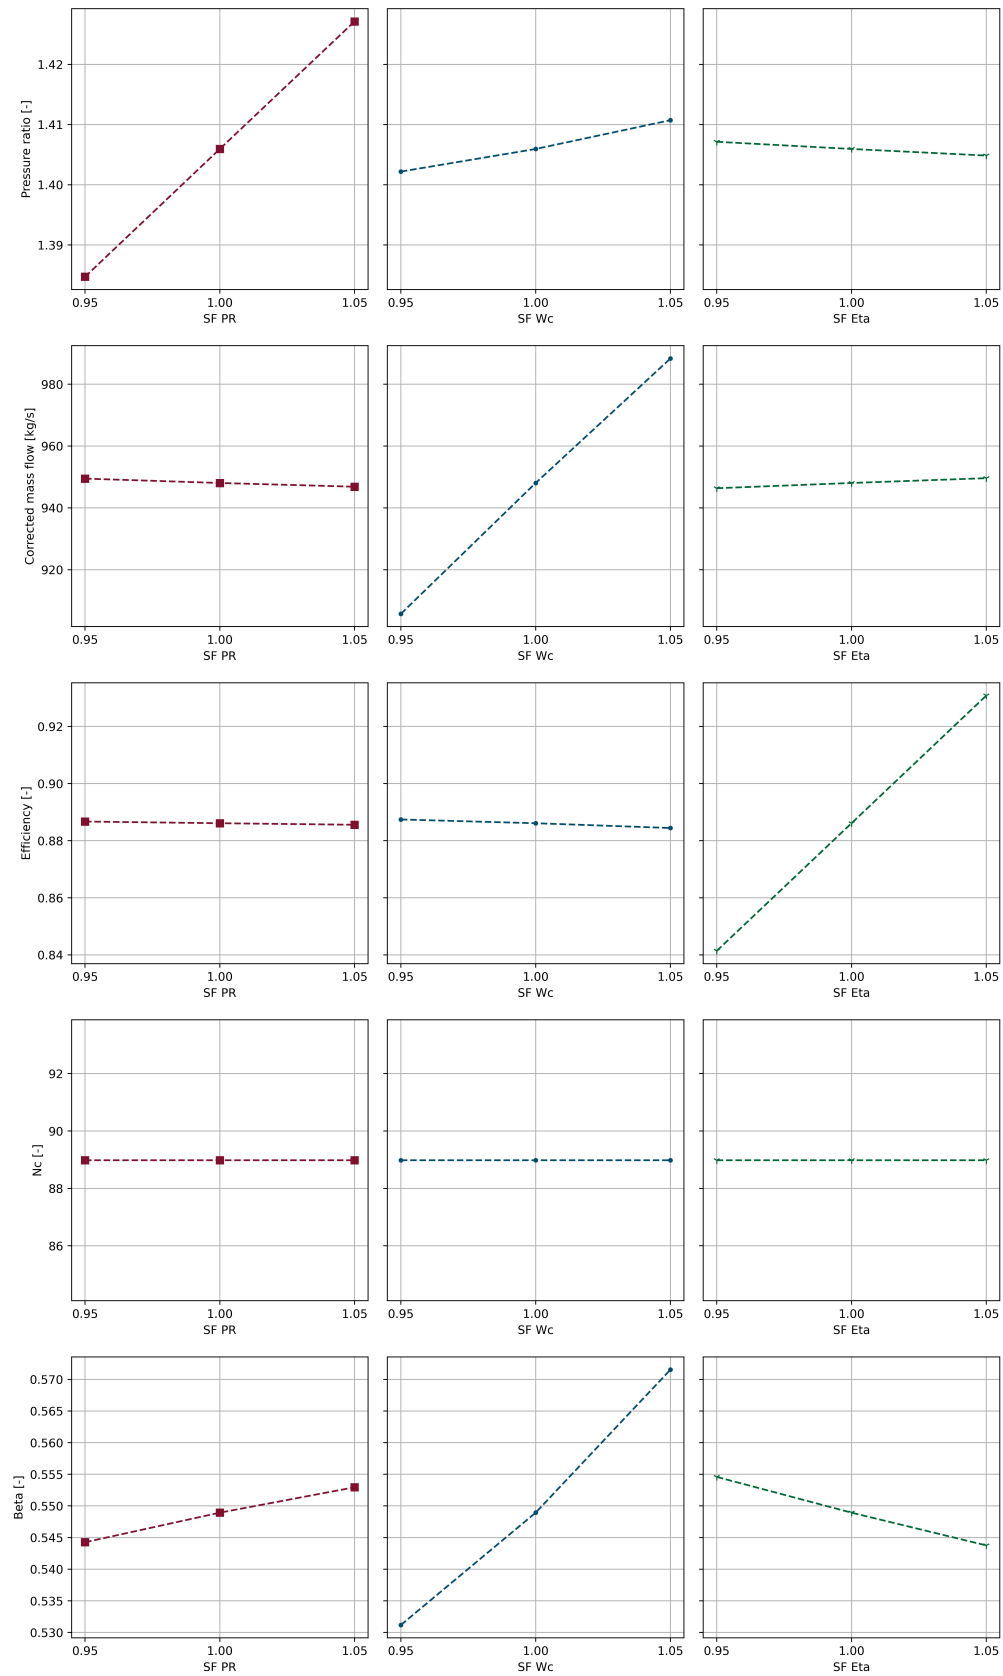 Pressure ratio [-]
1.42
1.41
1.40
1.39
0.95 1.00 1.05
SF PR
0.95 1.00 1.05
SF Wc
0.95 1.00 1.05
SF Eta
Corrected mass flow [kg/s]
980
960
940
920
0.95 1.00 1.05
SF PR
0.95 1.00 1.05
SF Wc
0.95 1.00 1.05
SF Eta
Efficiency [-]
0.92
0.90
0.88
0.86
0.84
0.95 1.00 1.05
SF PR
0.95 1.00 1.05
SF Wc
0.95 1.00 1.05
SF Eta
Nc [-]
92
90
88
86
0.95 1.00 1.05
SF PR
0.95 1.00 1.05
SF Wc
0.95 1.00 1.05
SF Eta
Beta [-]
0.570
0.565
0.560
0.555
0.550
0.545
0.540
0.535
0.530
0.95 1.00 1.05
SF PR
0.95 1.00 1.05
SF Wc
0.95 1.00 1.05
SF Eta